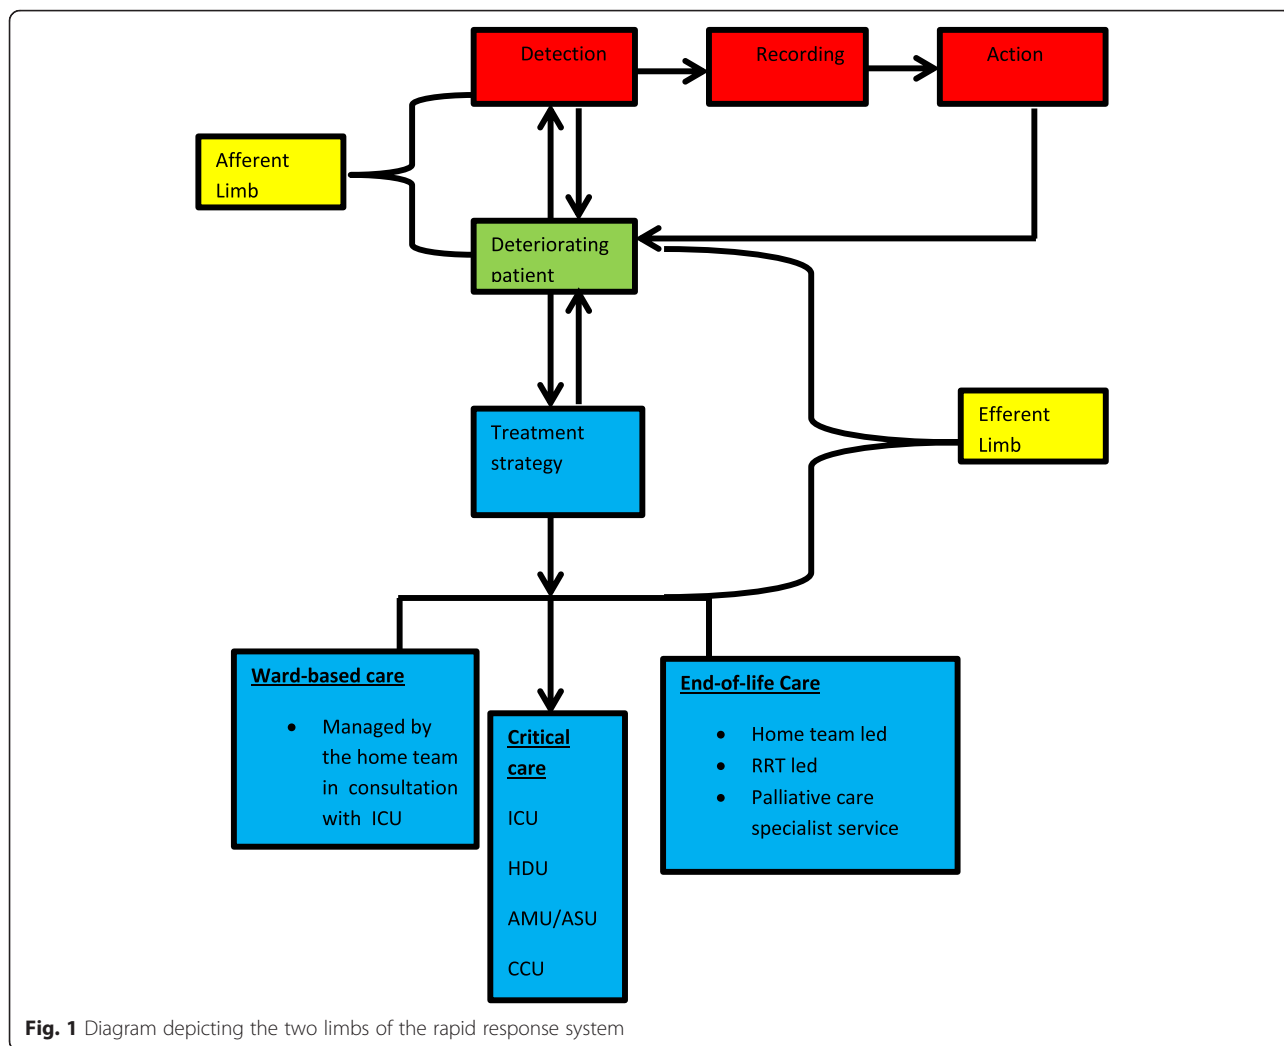 Detection
Recording
Action
Afferent
Limb
Deteriorating
patient
Treatment
strategy
Efferent
Limb
Ward-based care
• Managed by
the home team
in consultation
with ICU
Critical
care
ICU
HDU
AMU/ASU
CCU
End-of-life Care
• Home team led
• RRT led
• Palliative care
specialist service
Fig. 1 Diagram depicting the two limbs of the rapid response system